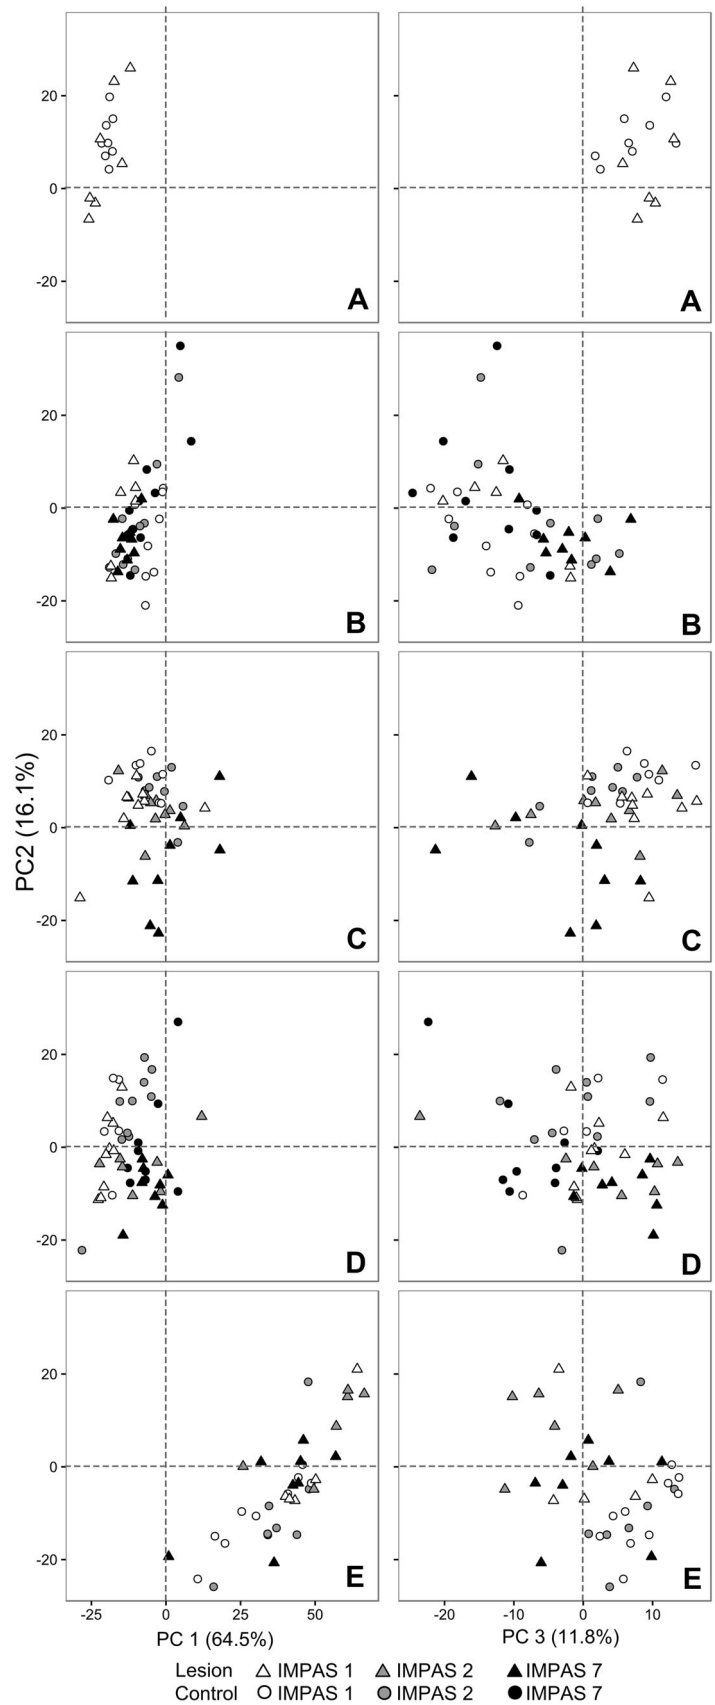 20
0
-20
A
A
20
0
-20
B
B
PC2 (16.1%)
20
0
-20
C
C
20
0
-20
D
D
20
0
-20
E
E
-25 0 25 50 -20 -10 0 10
PC 1 (64.5%) PC 3 (11.8%)
Lesion IMPAS 1 IMPAS 2 IMPAS 7
Control IMPAS 1 IMPAS 2 IMPAS 7